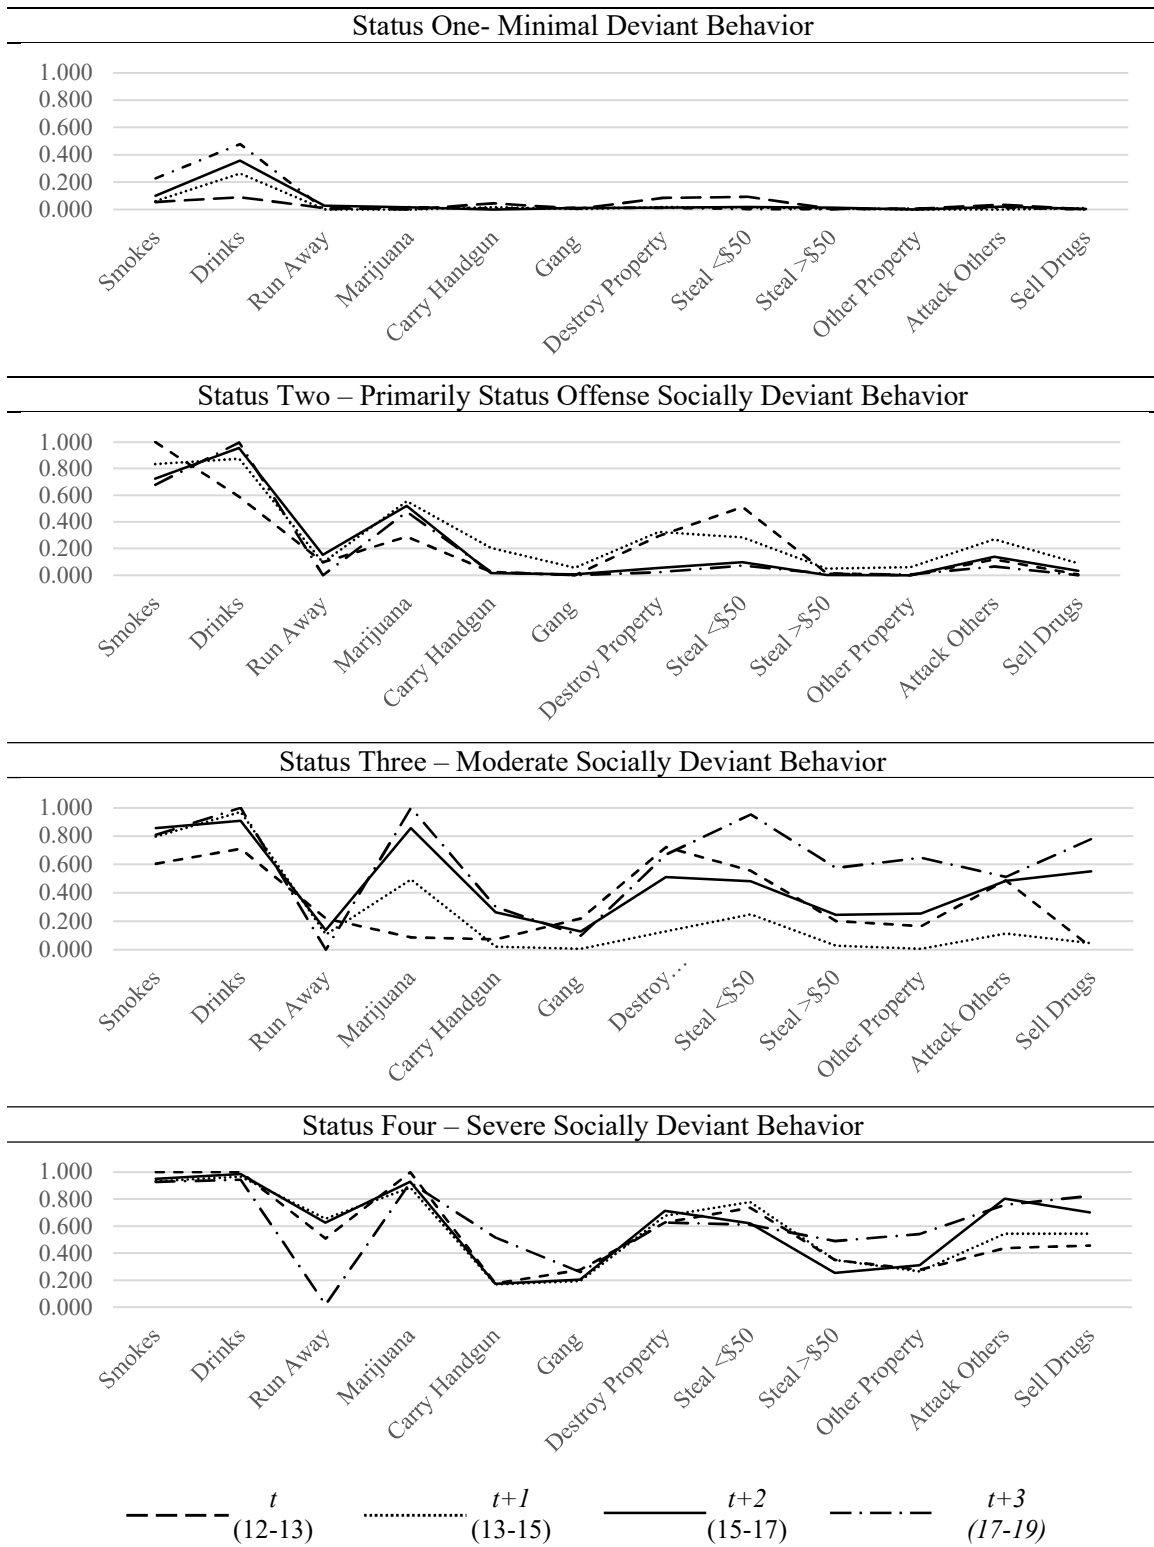 Status One- Minimal Deviant Behavior
1.000
0.800
0.600
0.400
0.200
0.000
Smokes
Drinks
Run Away
Marijuana
Carry Handgun
Gang
Destroy Property
Steal <$50
Steal >$50
Other Property
Attack Others
Sell Drugs
Status Two – Primarily Status Offense Socially Deviant Behavior
1.000
0.800
0.600
0.400
0.200
0.000
Smokes
Drinks
Run Away
Marijuana
Carry Handgun
Gang
Destroy Property
Steal <$50
Steal >$50
Other Property
Attack Others
Sell Drugs
Status Three – Moderate Socially Deviant Behavior
1.000
0.800
0.600
0.400
0.200
0.000
Smokes
Drinks
Run Away
Marijuana
Carry Handgun
Gang
Destroy…
Steal <$50
Steal >$50
Other Property
Attack Others
Sell Drugs
Status Four – Severe Socially Deviant Behavior
1.000
0.800
0.600
0.400
0.200
0.000
Smokes
Drinks
Run Away
Marijuana
Carry Handgun
Gang
Destroy Property
Steal <$50
Steal >$50
Other Property
Attack Others
Sell Drugs
t t+1 t+2 t+3
(12-13) (13-15) (15-17) (17-19)